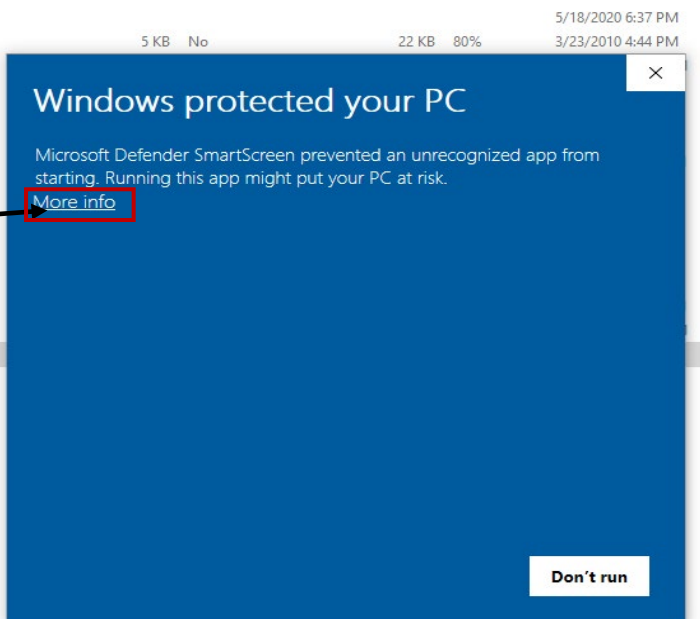 5/18/2020 6:37 PM
5 KB No 22 KB 80% 3/23/2010 4:44 PM
Windows protected your PC
Microsoft Defender SmartScreen prevented an unrecognized app from
starting. Running this app might put your PC at risk.
More info
Don't run